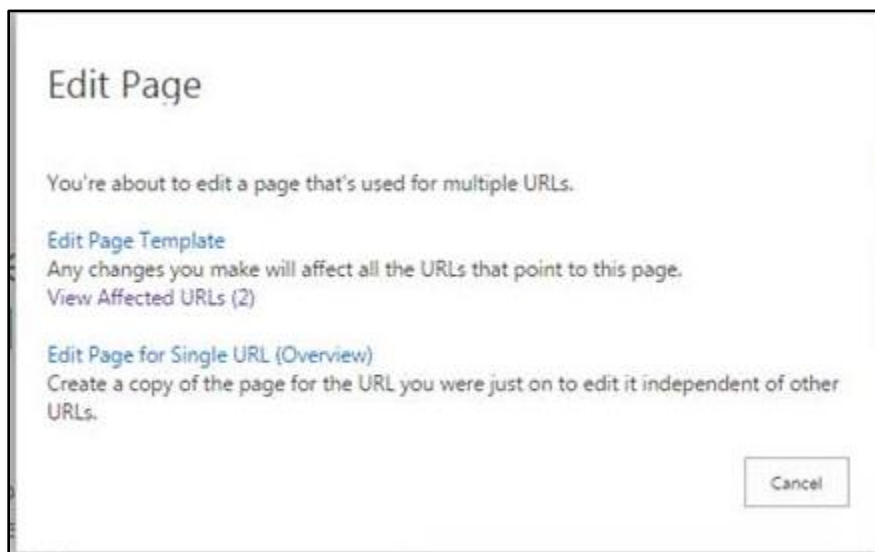 Edit Page
You're about to edit a page that's used for multiple URLs.
Edit Page Template
Any changes you make will affect all the URLs that point to this page.
View Affected URLs (2)
Edit Page for Single URL (Overview)
Create a copy of the page for the URL you were just on to edit it independent of other
URLs.
Cancel